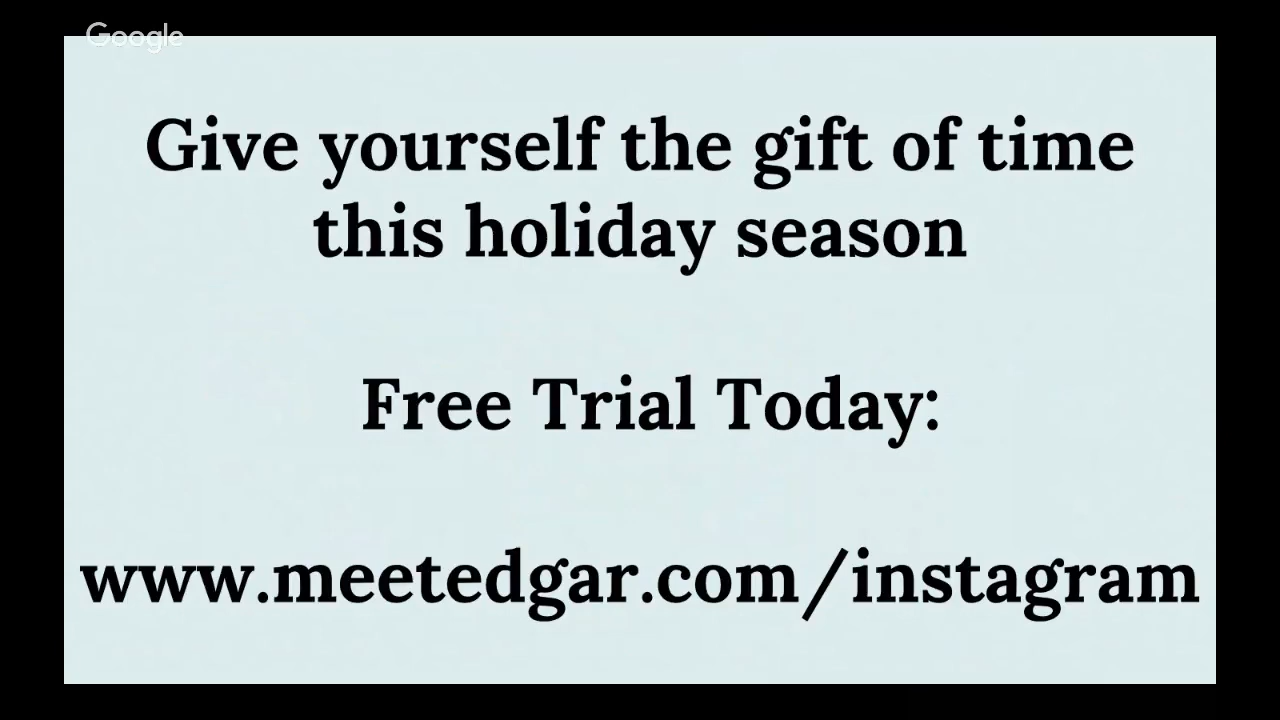 Google
Give yourself the gift of time
this holiday season
Free Trial Today:
www.meetedgar.com/instagram